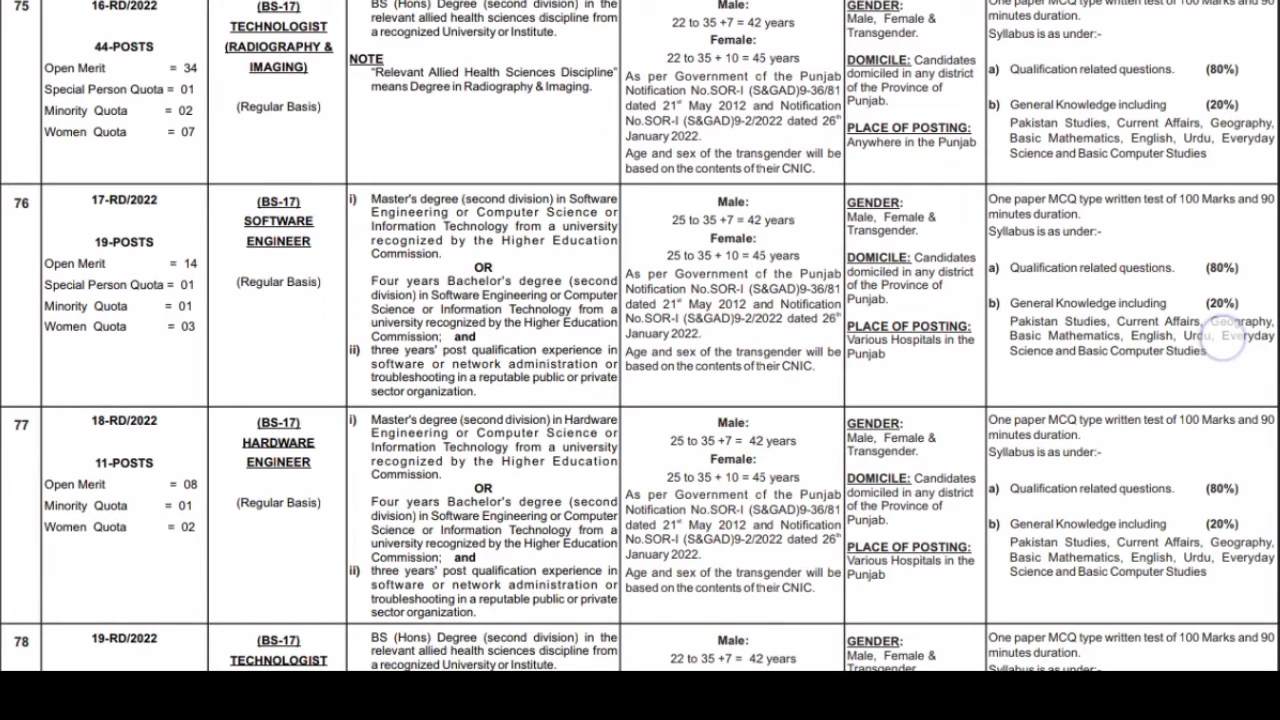 75
16-RD/2022
44-POSTS
Open Merit = 34
Special Person Quota = 01
Minority Quota = 02
Women Quota = 07
(BS-17)
TECHNOLOGIST
(RADIOGRAPHY &
IMAGING)
(Regular Basis)
BS (Hons) Degree (second division) in the
relevant allied health sciences discipline from
a recognized University or Institute.
NOTE
"Relevant Allied Health Sciences Discipline"
means Degree in Radiography & Imaging.
Male:
22 to 35 +7 = 42 years
Female:
22 to 35 + 10 = 45 years
As per Government of the Punjab
Notification No.SOR-I (S&GAD)9-36/81
dated 21st May 2012 and Notification
No.SOR-I (S&GAD)9-2/2022 dated 26th
January 2022.
Age and sex of the transgender will be
based on the contents of their CNIC.
GENDER:
Male, Female &
Transgender.
DOMICILE: Candidates
domiciled in any district
of the Province of
Punjab.
PLACE OF POSTING:
Anywhere in the Punjab
One paper MCQ type written test of 100 Marks and 90
minutes duration.
Syllabus is as under:-
a) Qualification related questions. (80%)
b) General Knowledge including (20%)
Pakistan Studies, Current Affairs, Geography,
Basic Mathematics, English, Urdu, Everyday
Science and Basic Computer Studies
76
17-RD/2022
19-POSTS
Open Merit = 14
Special Person Quota = 01
Minority Quota = 01
Women Quota = 03
(BS-17)
SOFTWARE
ENGINEER
(Regular Basis)
i) Master's degree (second division) in Software
Engineering or Computer Science or
Information Technology from a university
recognized by the Higher Education
Commission.
OR
Four years Bachelor's degree (second
division) in Software Engineering or Computer
Science or Information Technology from a
university recognized by the Higher Education
Commission; and
ii) three years' post qualification experience in
software or network administration or
troubleshooting in a reputable public or private
sector organization.
Male:
25 to 35 +7 = 42 years
Female:
25 to 35 + 10 = 45 years
As per Government of the Punjab
Notification No.SOR-I (S&GAD)9-36/81
dated 21st May 2012 and Notification
No.SOR-I (S&GAD)9-2/2022 dated 26th
January 2022.
Age and sex of the transgender will be
based on the contents of their CNIC.
GENDER:
Male, Female &
Transgender.
DOMICILE: Candidates
domiciled in any district
of the Province of
Punjab.
PLACE OF POSTING:
Various Hospitals in the
Punjab
One paper MCQ type written test of 100 Marks and 90
minutes duration.
Syllabus is as under:-
a) Qualification related questions. (80%)
b) General Knowledge including (20%)
Pakistan Studies, Current Affairs, Geography,
Basic Mathematics, English, Urdu, Everyday
Science and Basic Computer Studies
77
18-RD/2022
11-POSTS
Open Merit = 08
Minority Quota = 01
Women Quota = 02
(BS-17)
HARDWARE
ENGINEER
(Regular Basis)
i) Master's degree (second division) in Hardware
Engineering or Computer Science or
Information Technology from a university
recognized by the Higher Education
Commission.
OR
Four years Bachelor's degree (second
division) in Software Engineering or Computer
Science or Information Technology from a
university recognized by the Higher Education
Commission; and
ii) three years' post qualification experience in
software or network administration or
troubleshooting in a reputable public or private
sector organization.
Male:
25 to 35 +7 = 42 years
Female:
25 to 35 + 10 = 45 years
As per Government of the Punjab
Notification No.SOR-I (S&GAD)9-36/81
dated 21st May 2012 and Notification
No.SOR-I (S&GAD)9-2/2022 dated 26th
January 2022.
Age and sex of the transgender will be
based on the contents of their CNIC.
GENDER:
Male, Female &
Transgender.
DOMICILE: Candidates
domiciled in any district
of the Province of
Punjab.
PLACE OF POSTING:
Various Hospitals in the
Punjab
One paper MCQ type written test of 100 Marks and 90
minutes duration.
Syllabus is as under:-
a) Qualification related questions. (80%)
b) General Knowledge including (20%)
Pakistan Studies, Current Affairs, Geography,
Basic Mathematics, English, Urdu, Everyday
Science and Basic Computer Studies
78
19-RD/2022
(BS-17)
TECHNOLOGIST
BS (Hons) Degree (second division) in the
relevant allied health sciences discipline from
a recognized University or Institute.
Male:
22 to 35 +7 = 42 years
GENDER:
Male, Female &
Transgender.
One paper MCQ type written test of 100 Marks and 90
minutes duration.
Syllabus is as under:-